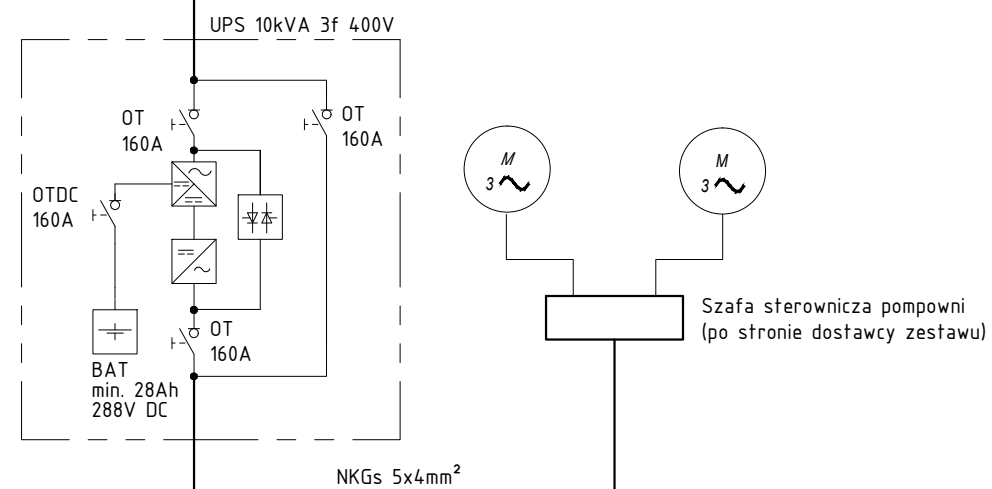 UPS 10kVA 3f 400V
OT
160A
OT
160A
OTDC
160A
OT
160A
BAT
min. 28Ah
288V DC
M
3
M
3
Szafa sterownicza pompowni
(po stronie dostawcy zestawu)
NKGs 5x4mm²